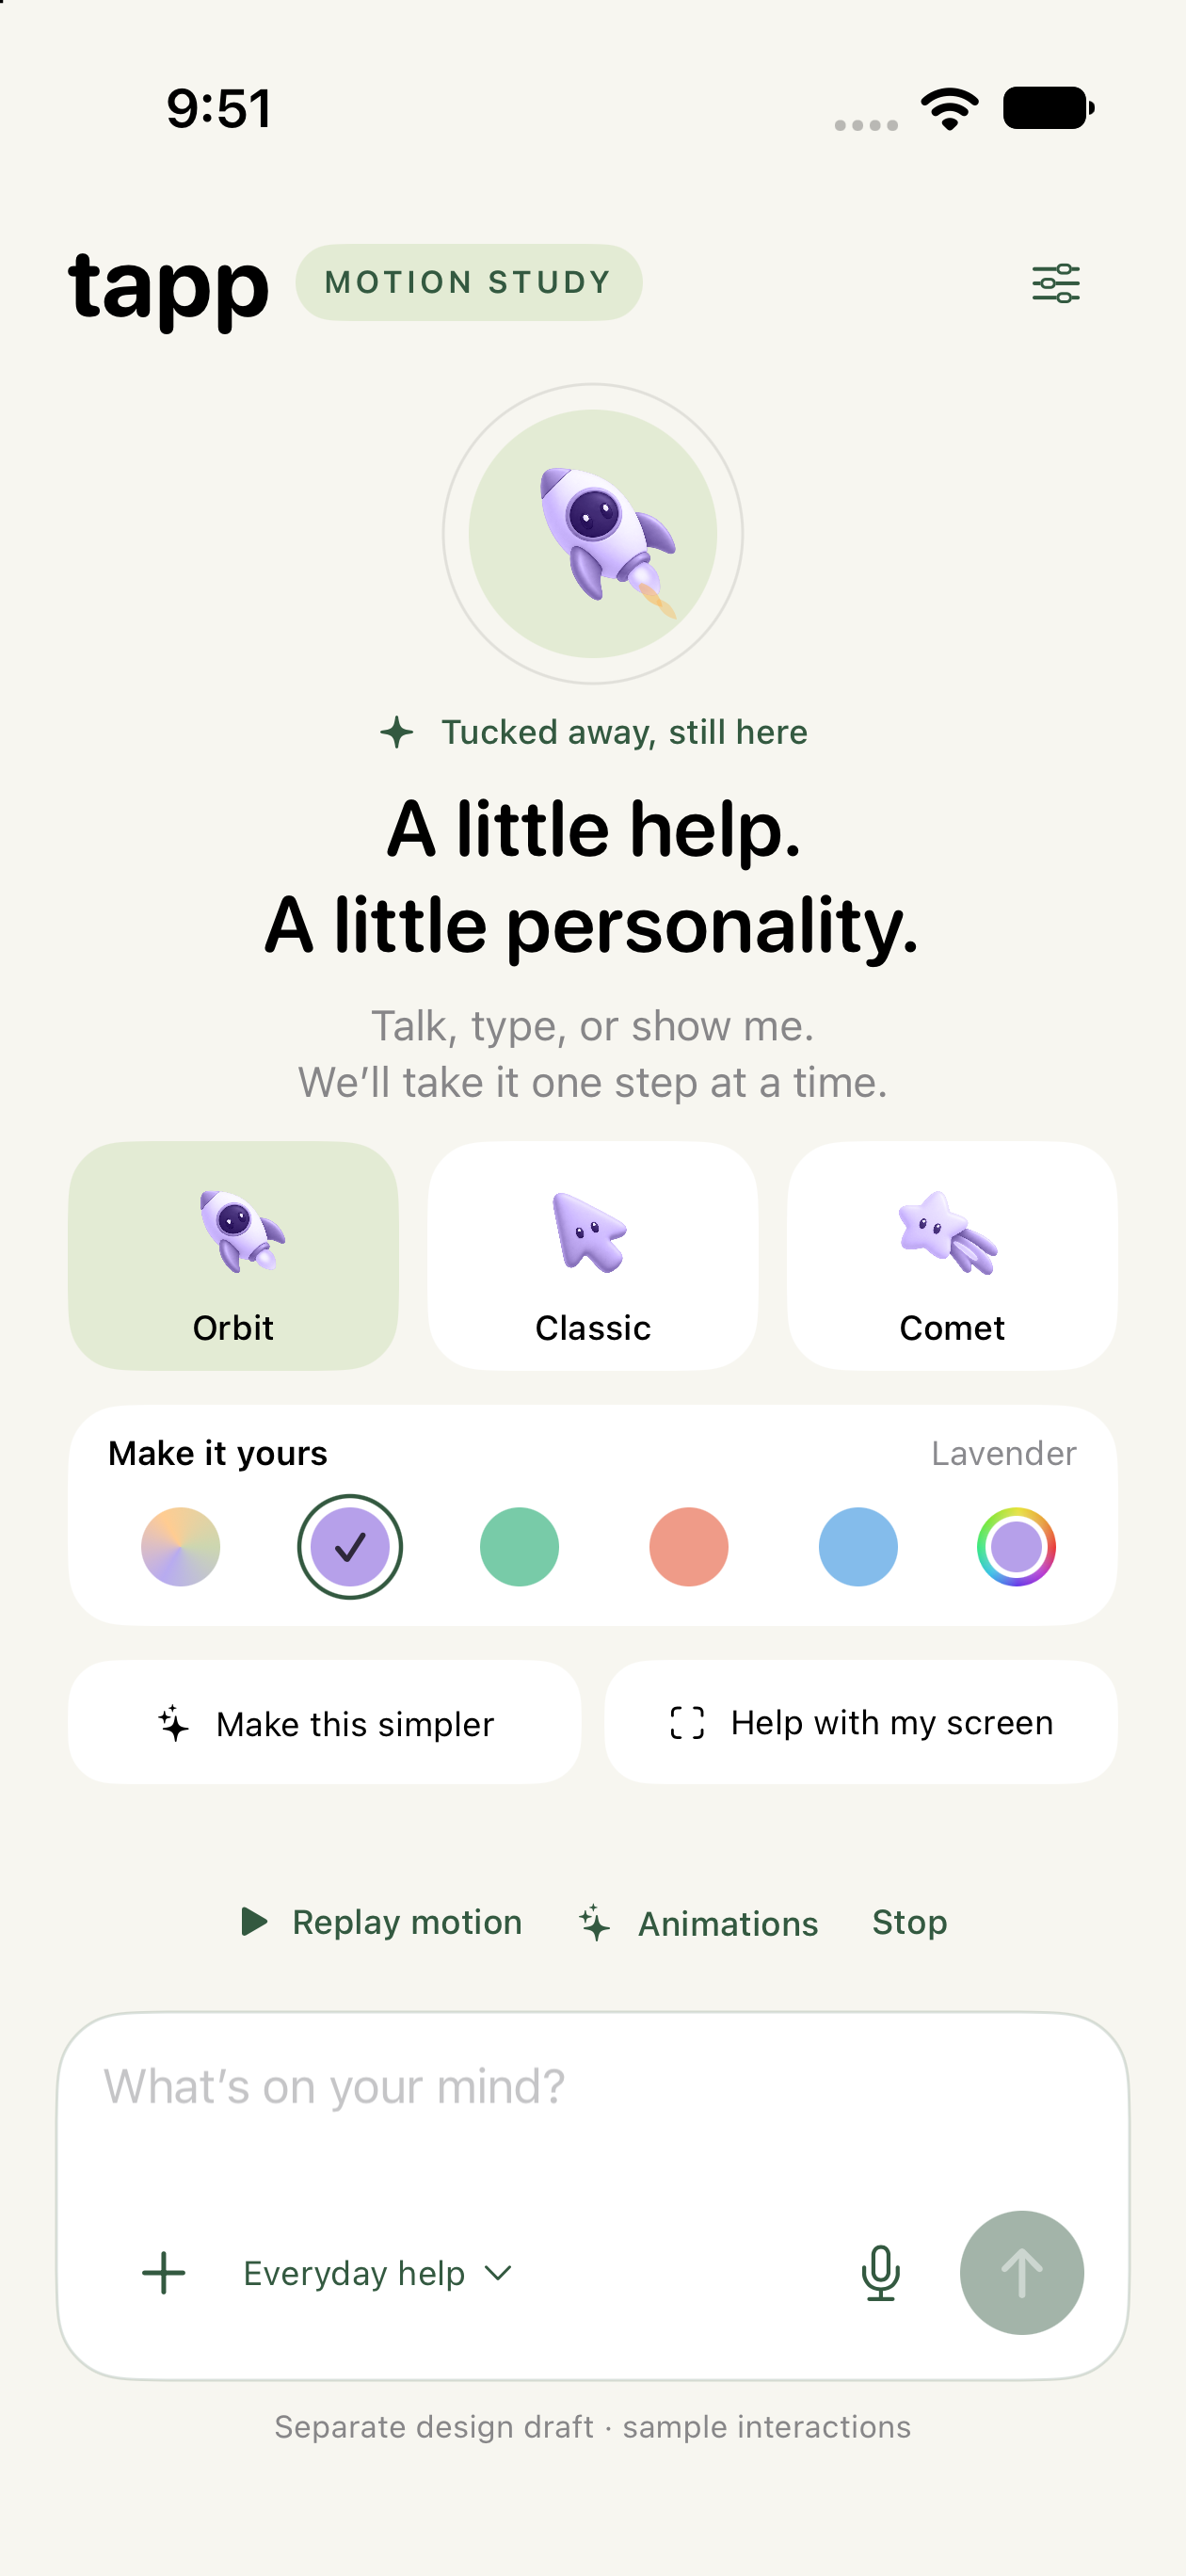 9:51
tapp
MOTION STUDY
Tucked away, still here
A little help.
A little personality.
Talk, type, or show me.
We’ll take it one step at a time.
Orbit
Classic
Comet
Make it yours
Lavender
Make this simpler
Help with my screen
Replay motion
Animations
Stop
What’s on your mind?
Everyday help
Separate design draft · sample interactions